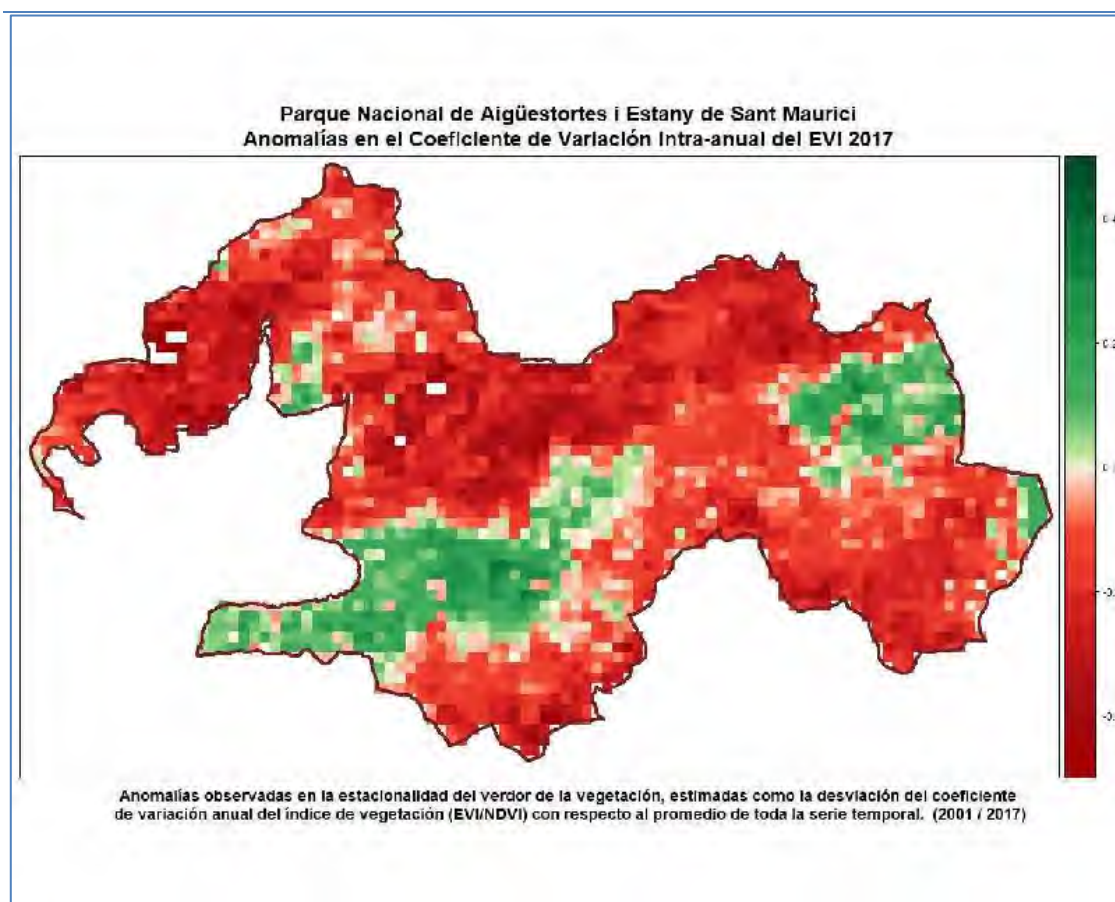 Parque Nacional de Aigüestortes i Estany de Sant Maurici
Anomalías en el Coeficiente de Variación Intra-anual del EVI 2017
Anomalías observadas en la estacionalidad del verdor de la vegetación, estimadas como la desviación del coeficiente
de variación anual del índice de vegetación (EVI/NDVI) con respecto al promedio de toda la serie temporal. (2001 / 2017)